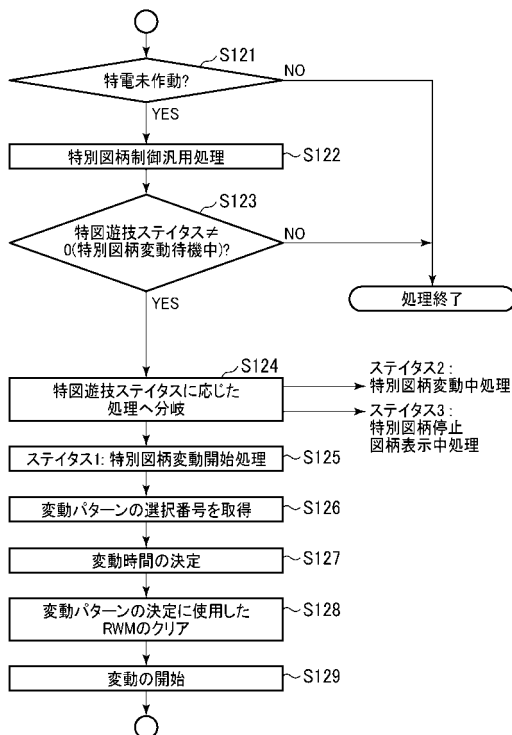 S121
特電未作動?
NO
YES
特別図柄制御汎用処理
S122
S123
特図遊技ステイタス≠
0(特別図柄変動待機中)?
NO
YES
処理終了
S124
特図遊技ステイタスに応じた
処理へ分岐
ステイタス2:
特別図柄変動中処理
ステイタス3:
特別図柄停止
図柄表示中処理
ステイタス1:特別図柄変動開始処理
S125
変動パターンの選択番号を取得
S126
変動時間の決定
S127
変動パターンの決定に使用した
RWMのクリア
S128
変動の開始
S129